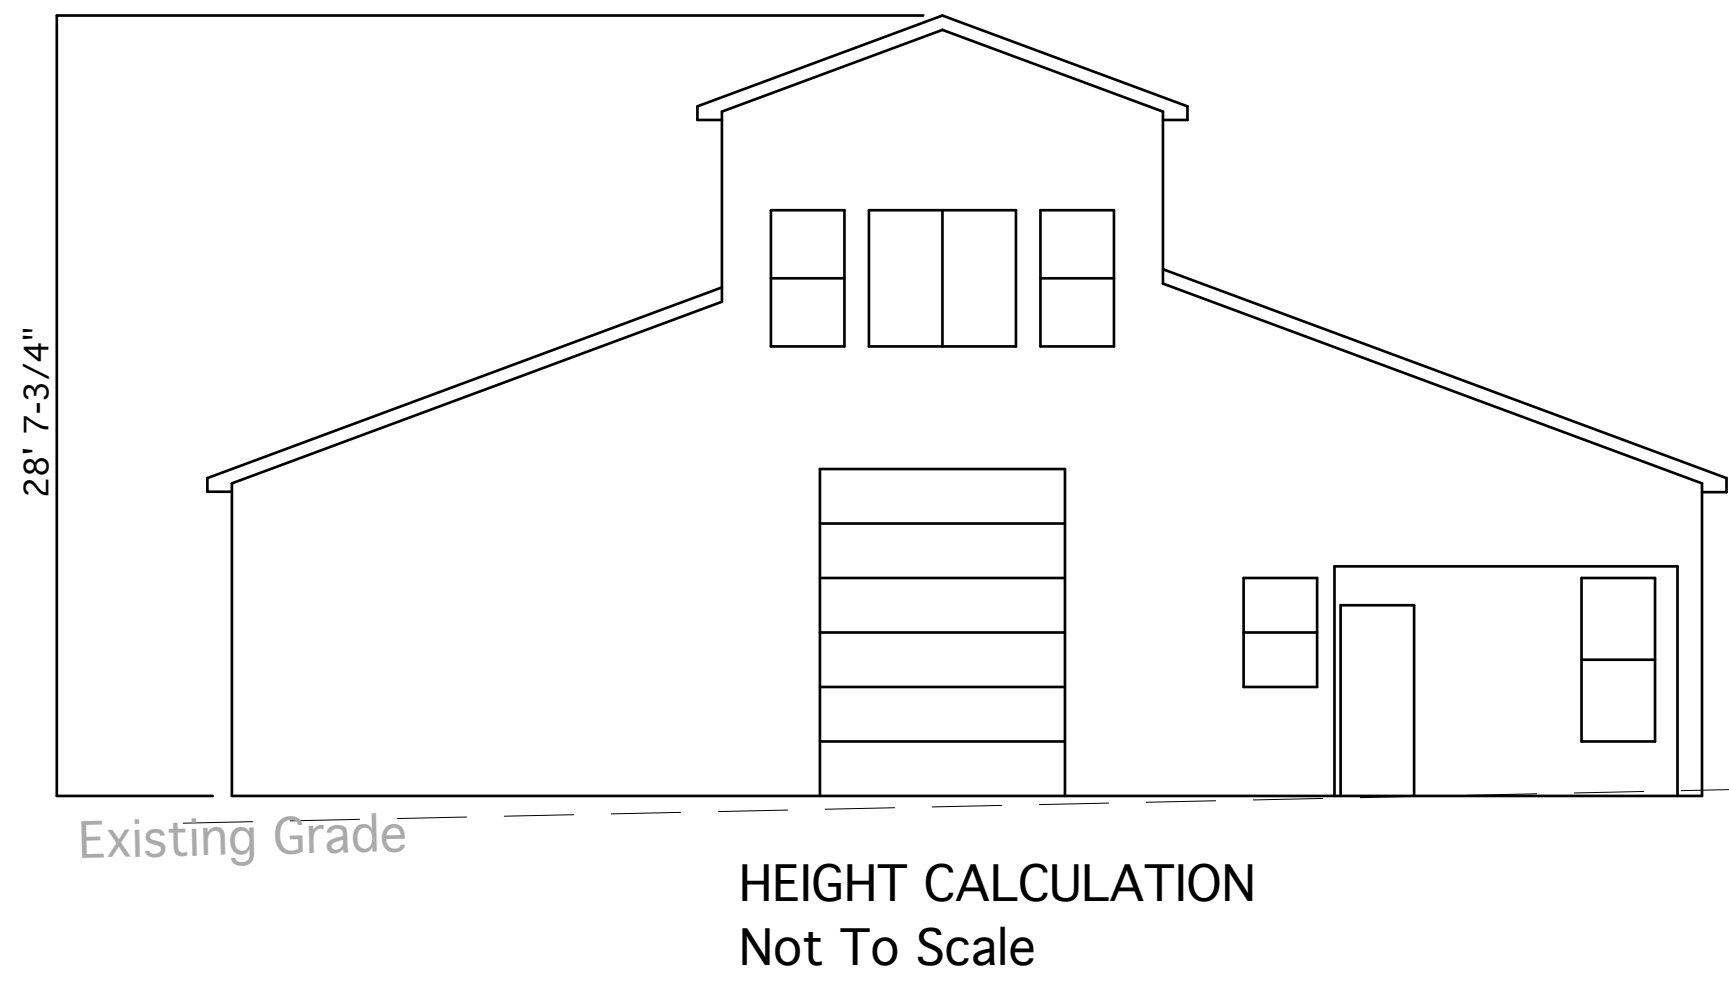 28' 7-3/4"
Existing Grade
HEIGHT CALCULATION
Not To Scale